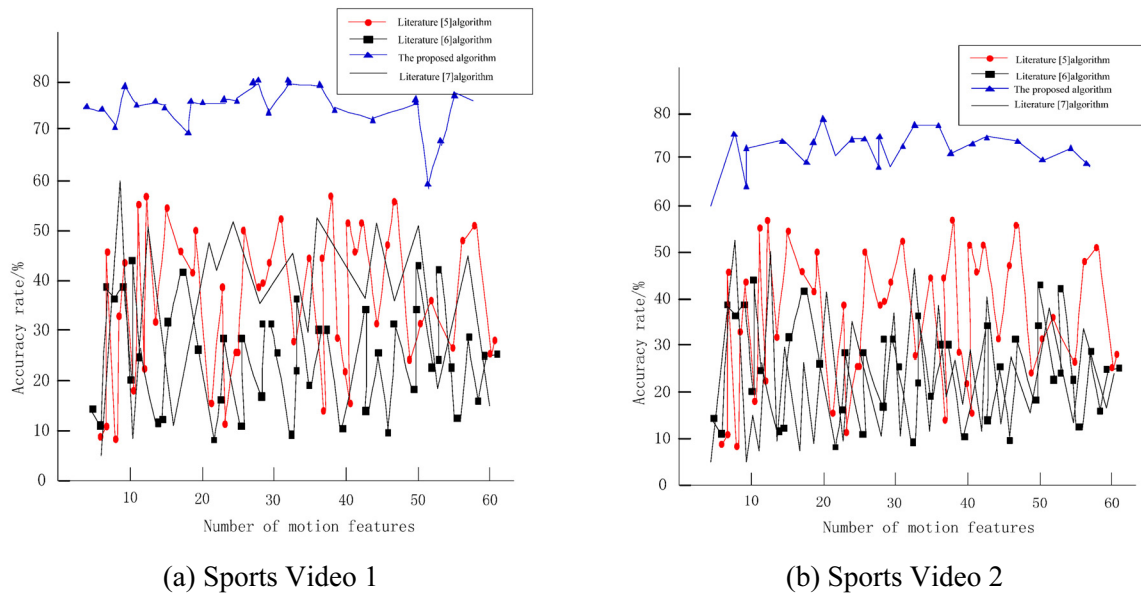 Literature [5]algorithm
Literature [6]algorithm
The proposed algorithm
Literature [7]algorithm
Accuracy rate/%
80
70
60
50
40
30
20
10
0
10 20 30 40 50 60
Number of motion features
(a) Sports Video 1
Literature [5]algorithm
Literature [6]algorithm
The proposed algorithm
Literature [7]algorithm
Accuracy rate/%
80
70
60
50
40
30
20
10
0
10 20 30 40 50 60
Number of motion features
(b) Sports Video 2